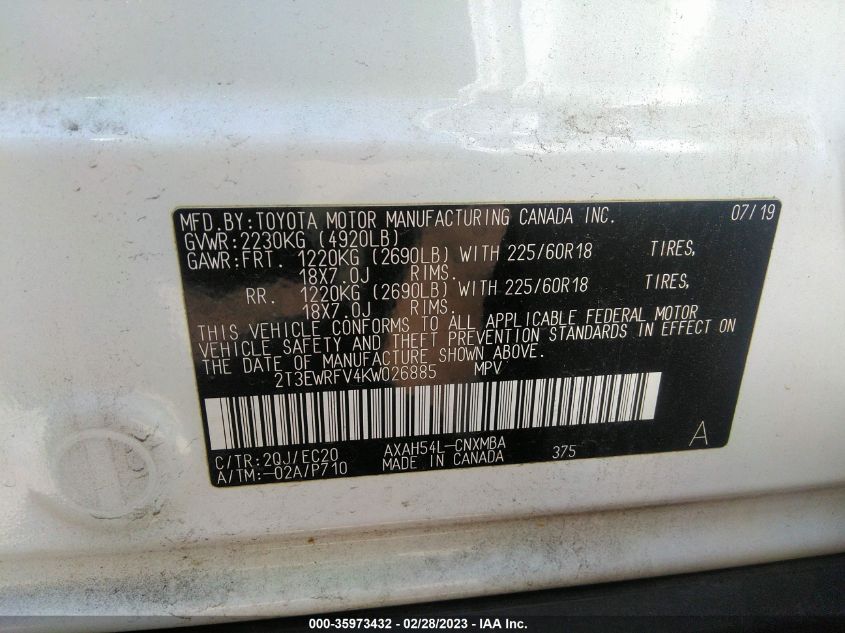 MFD.BY:TOYOTA MOTOR MANUFACTURING CANADA INC. 07/19
GVWR:2230KG (4920LB)
GAWR:FRT. 1220KG (2690LB) WITH 225/60R18 TIRES,
18X7.0J RIMS.
RR. 1220KG (2690LB) WITH 225/60R18 TIRES,
18X7.0J RIMS.
THIS VEHICLE CONFORMS TO ALL APPLICABLE FEDERAL MOTOR
VEHICLE SAFETY AND THEFT PREVENTION STANDARDS IN EFFECT ON
THE DATE OF MANUFACTURE SHOWN ABOVE.
2T3EWRFV4KW026885 MPV
C/TR:2QJ/EC20 AXAH54L-CNXMBA 375 A
A/TM:-02A/P710 MADE IN CANADA
000-35973432 - 02/28/2023 - IAA Inc.